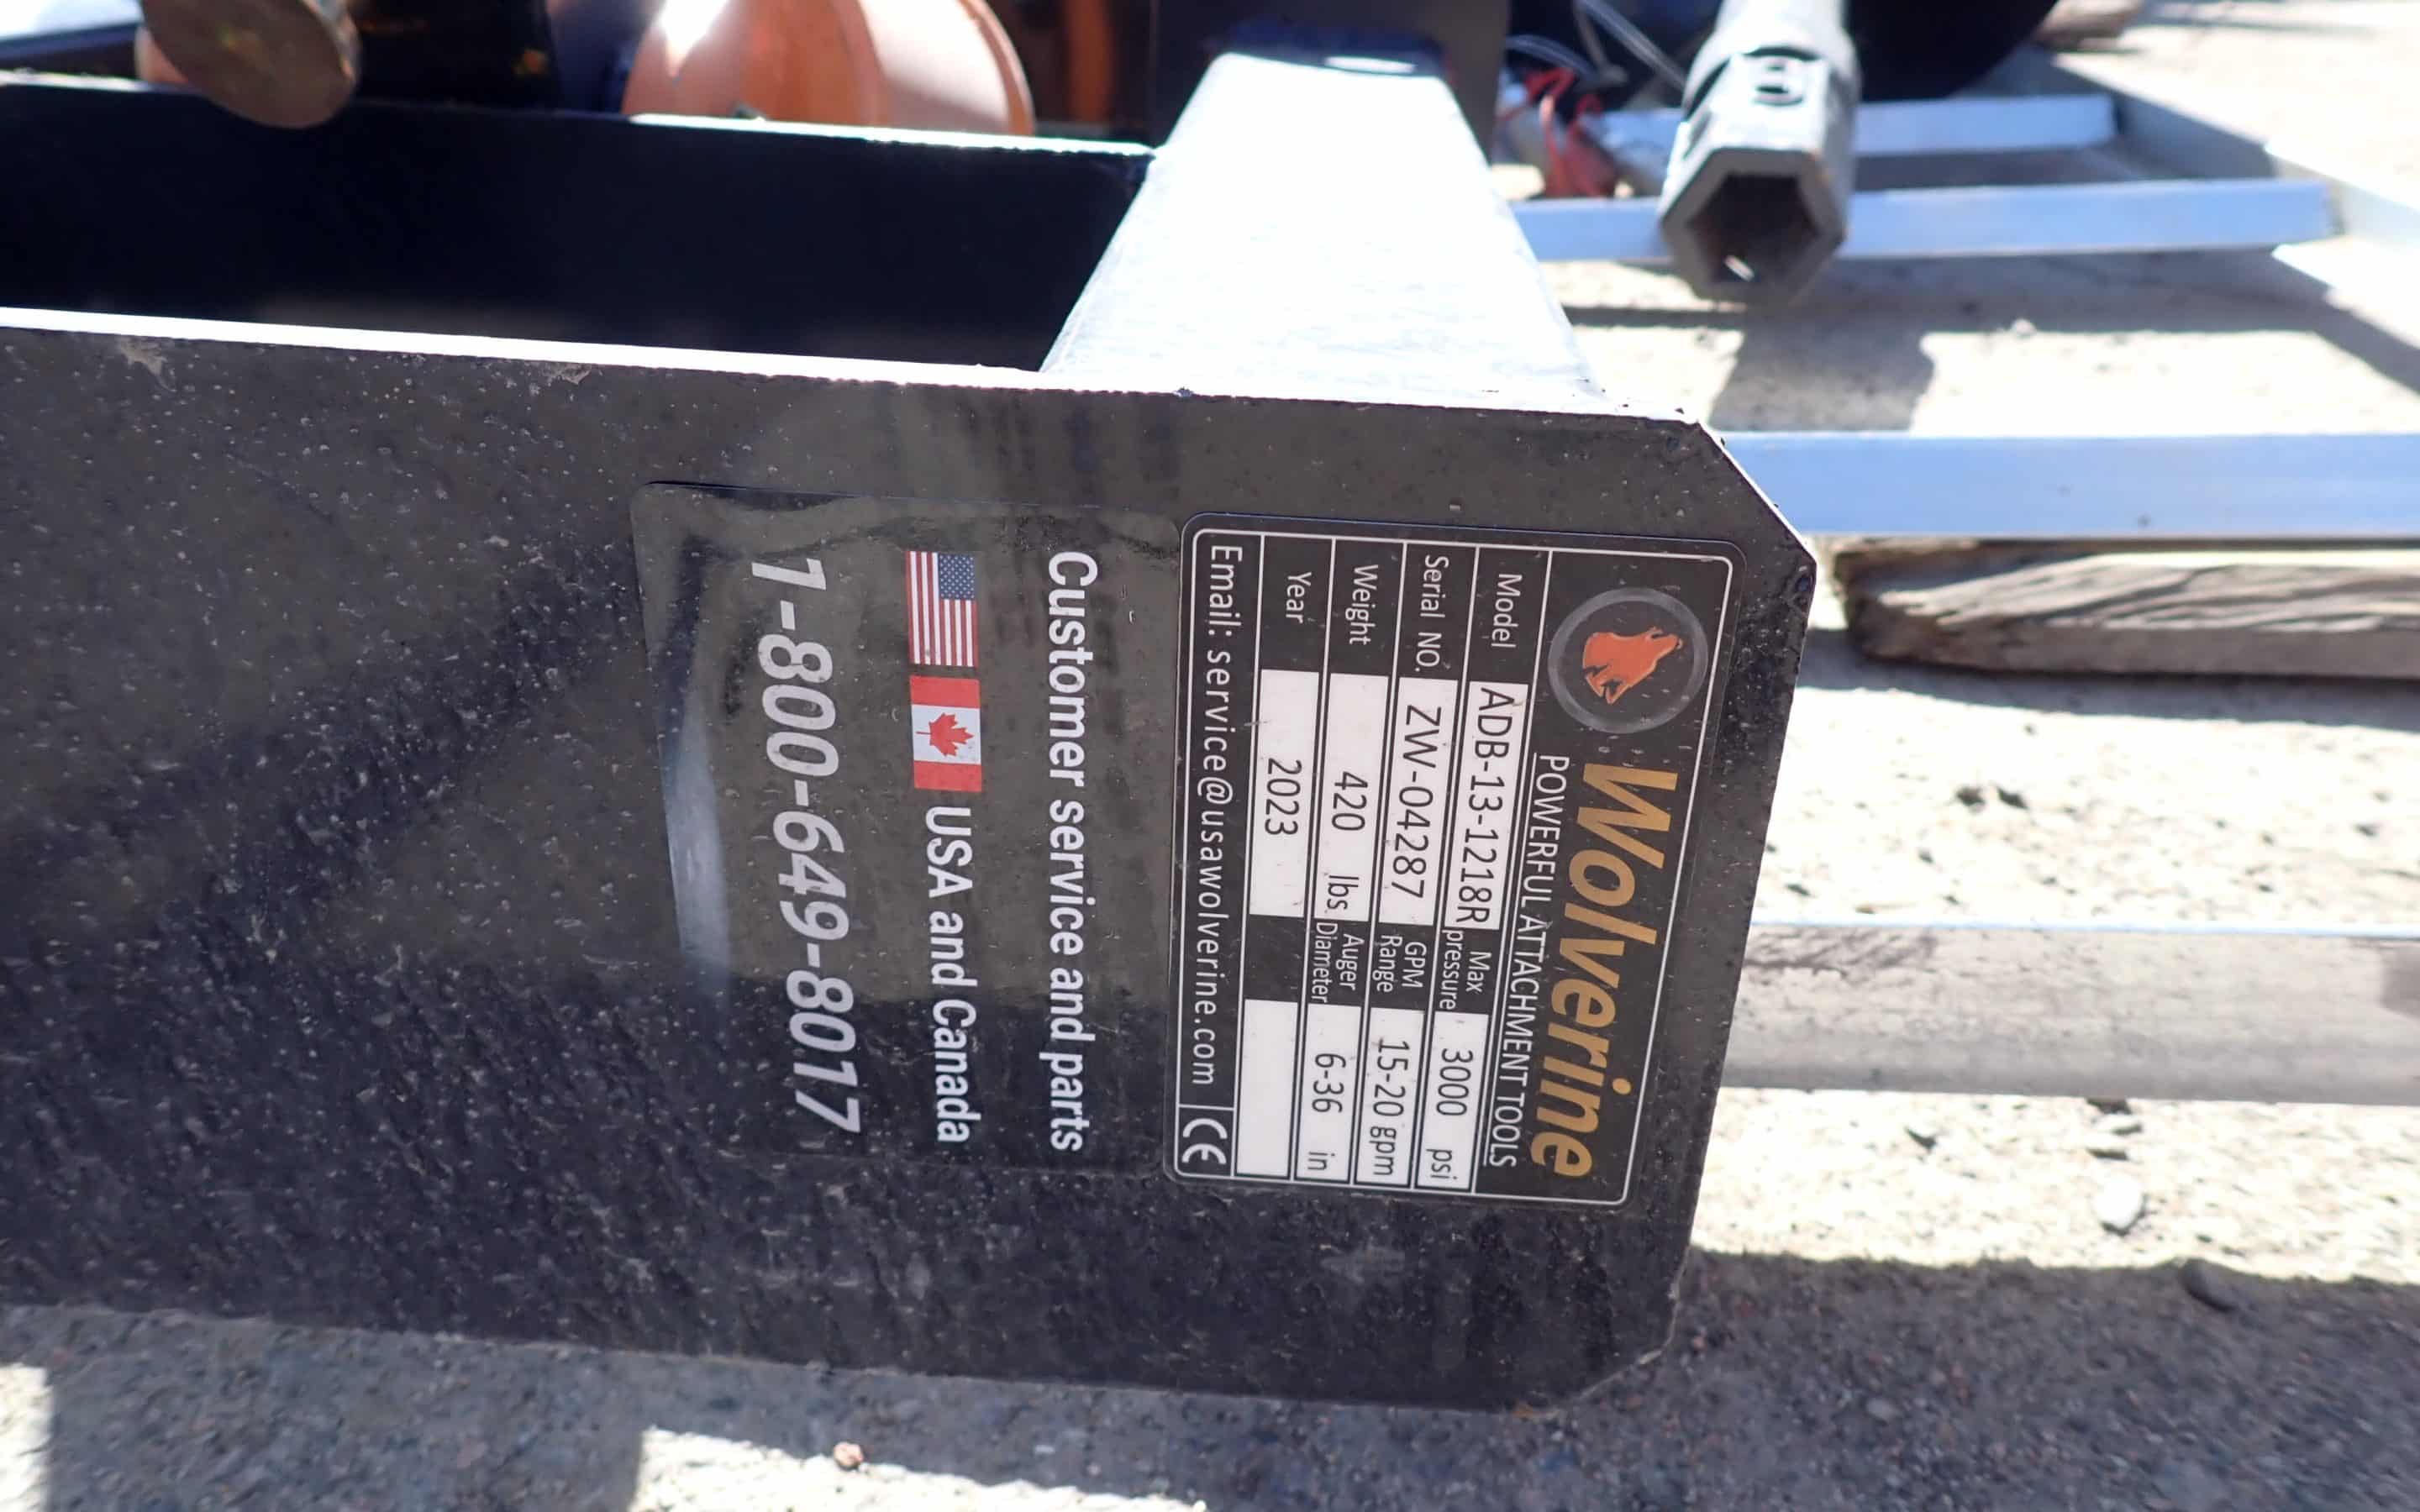 Wolverine
POWERFUL ATTACHMENT TOOLS
Model ADB-13-1218R Max pressure 3000 psi
Serial NO. ZW-04287 GPM Range 15-20 gpm
Weight 420 lbs. Auger Diameter 6-36 in
Year 2023
Email: service@usawolverine.com CE
Customer service and parts
USA and Canada
1-800-649-8017